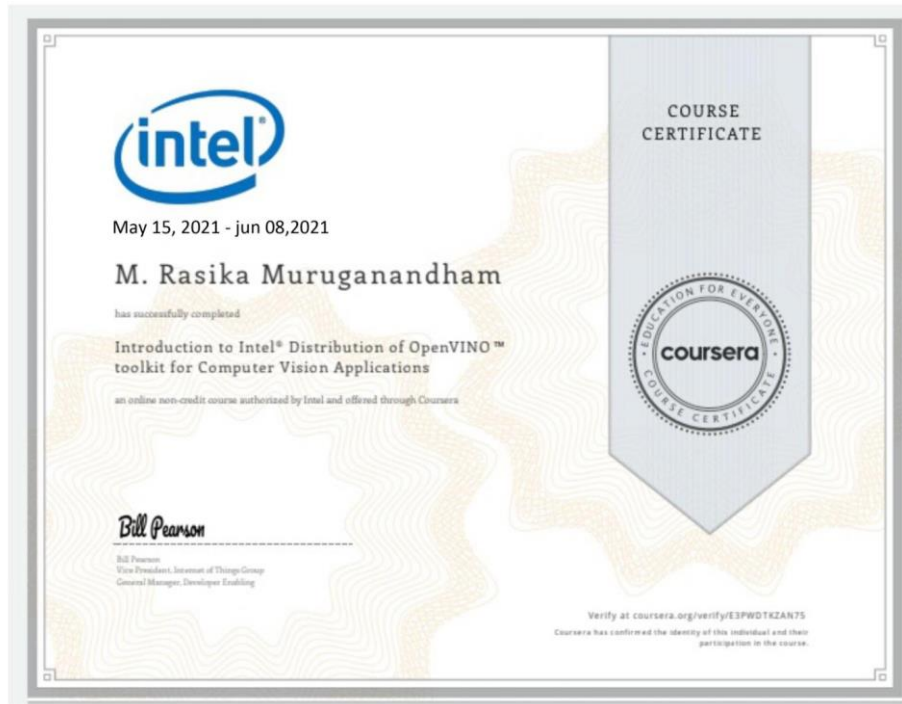 intel
May 15, 2021 - jun 08,2021
M. Rasika Muruganandham
has successfully completed
Introduction to Intel® Distribution of OpenVINO™
toolkit for Computer Vision Applications
an online non-credit course authorized by Intel and offered through Coursera
Bill Pearson
Bill Pearson
Vice President, Internet of Things Group
General Manager, Developer Enabling
COURSE
CERTIFICATE
EDUCATION FOR EVERYONE
coursera
COURSE CERTIFICATE
Verify at coursera.org/verify/E3PWDTKZAN75
Coursera has confirmed the identity of this individual and their
participation in the course.